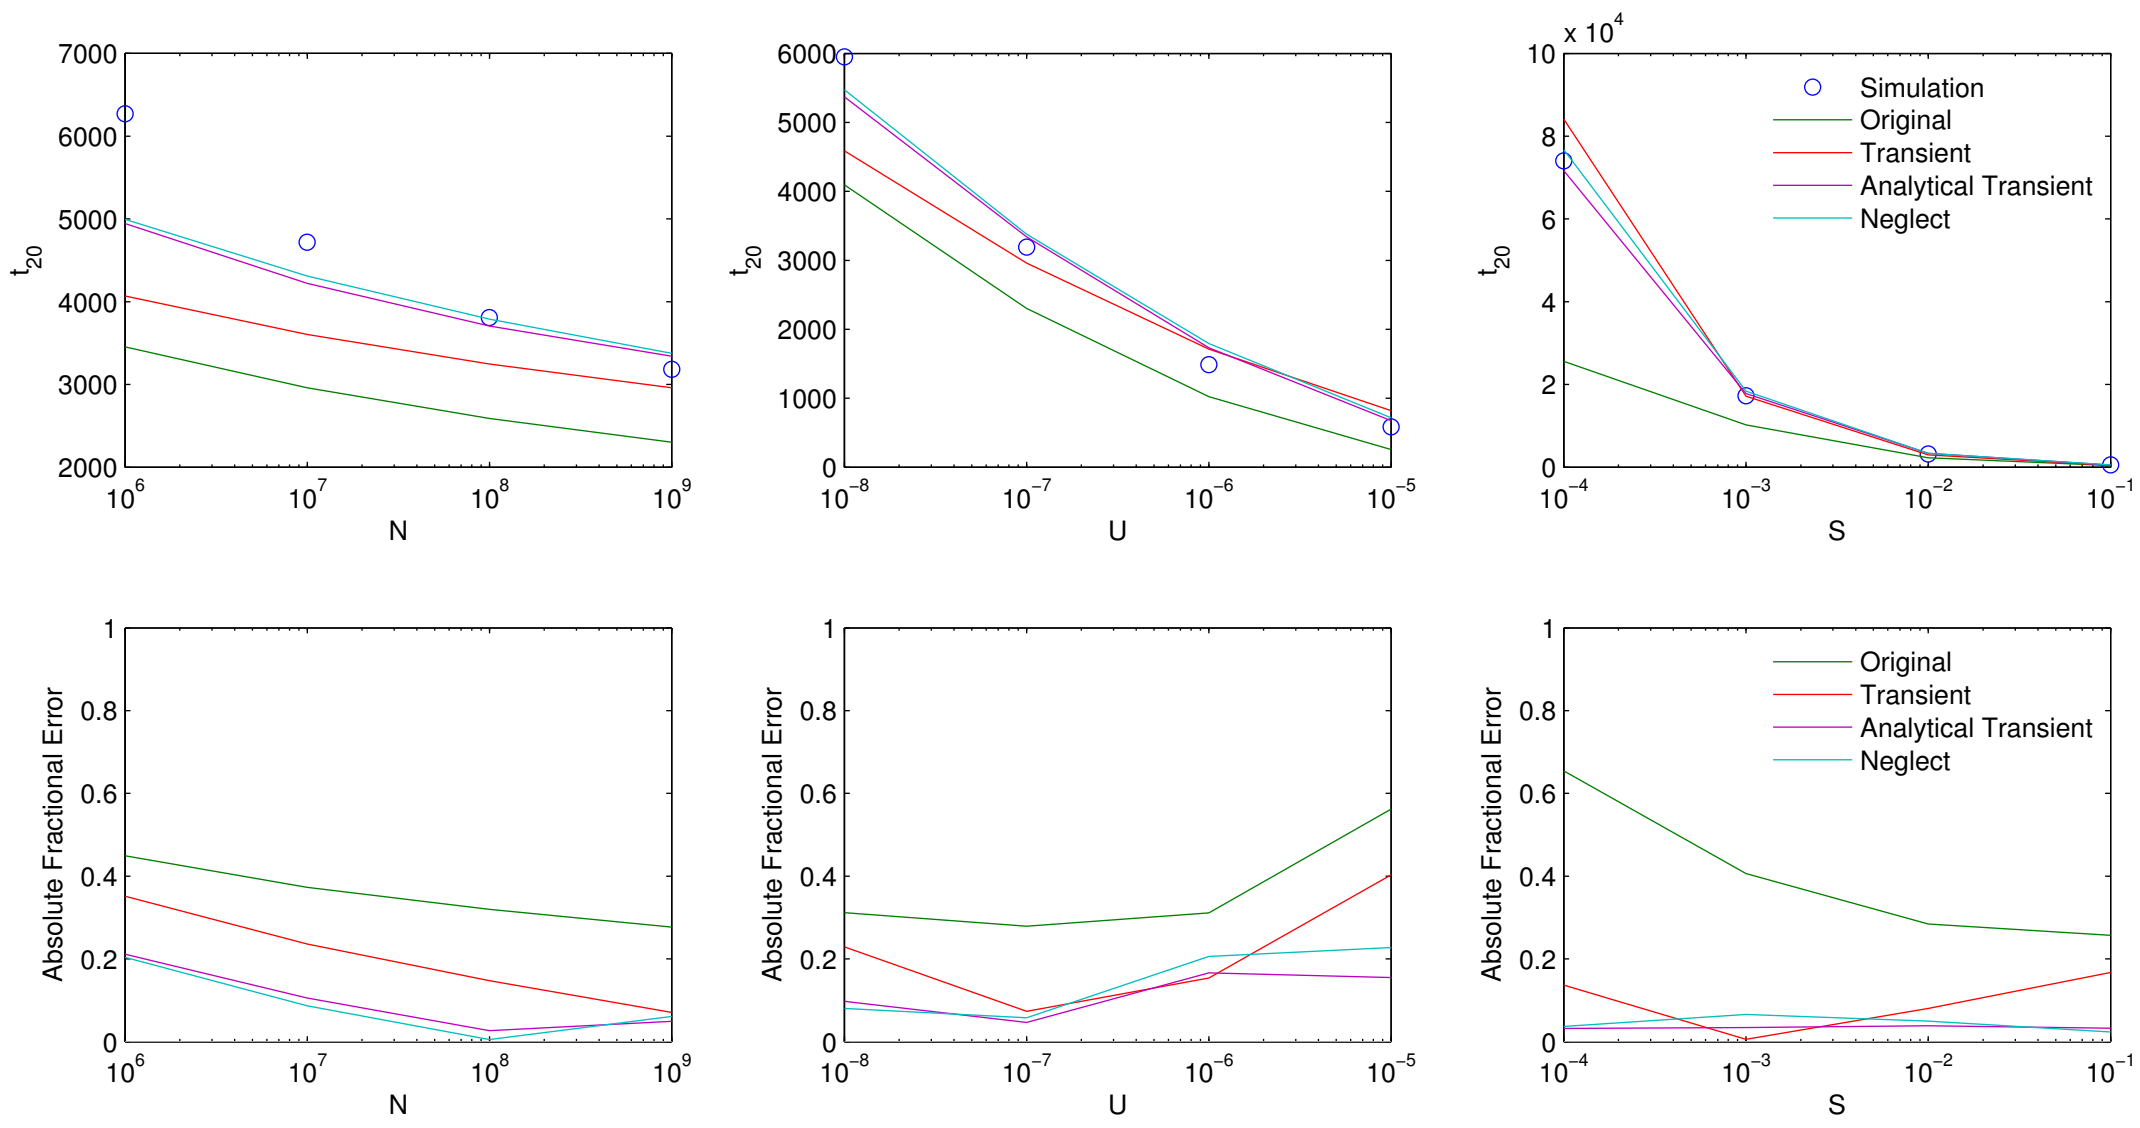 7000
6000
5000
4000
3000
2000
t20
10^6
10^7
10^8
10^9
N
6000
5000
4000
3000
2000
1000
0
t20
10^−8
10^−7
10^−6
10^−5
U
x 10^4
10
8
6
4
2
0
t20
10^−4
10^−3
10^−2
10^−1
S
Simulation
Original
Transient
Analytical Transient
Neglect
1
0.8
0.6
0.4
0.2
0
Absolute Fractional Error
10^6
10^7
10^8
10^9
N
1
0.8
0.6
0.4
0.2
0
Absolute Fractional Error
10^−8
10^−7
10^−6
10^−5
U
1
0.8
0.6
0.4
0.2
0
Absolute Fractional Error
10^−4
10^−3
10^−2
10^−1
S
Original
Transient
Analytical Transient
Neglect